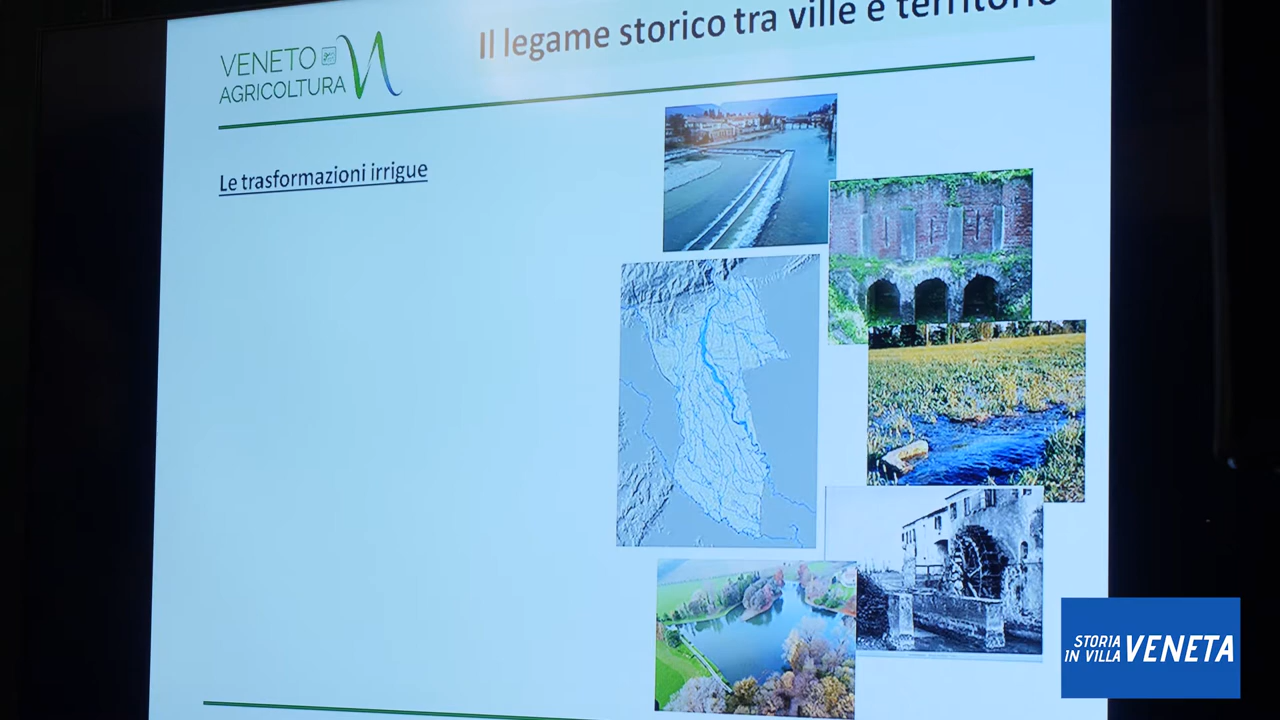 Il legame storico tra ville e territorio
VENETO
AGRICOLTURA
Le trasformazioni irrigue
STORIA
IN VILLA VENETA